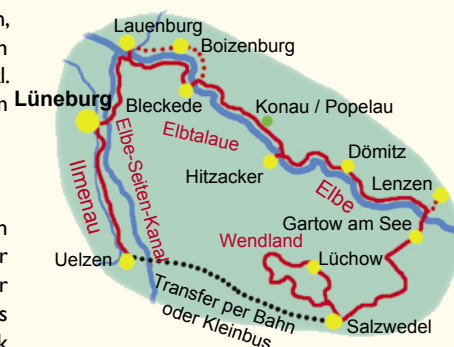 n,
Lauenburg
n
Boizenburg
kl.
n
Lüneburg
Bleckede
Konau / Popelau
Elbtalaue
Dömitz
Hitzacker
Lenzen
Elbe
Elbe-Seiten-Kanal
Ilmenau
Gartow am See
n
Wendland
r
Uelzen
Lüchow
r
Transfer per Bahn
oder Kleinbus
s
Salzwedel
k